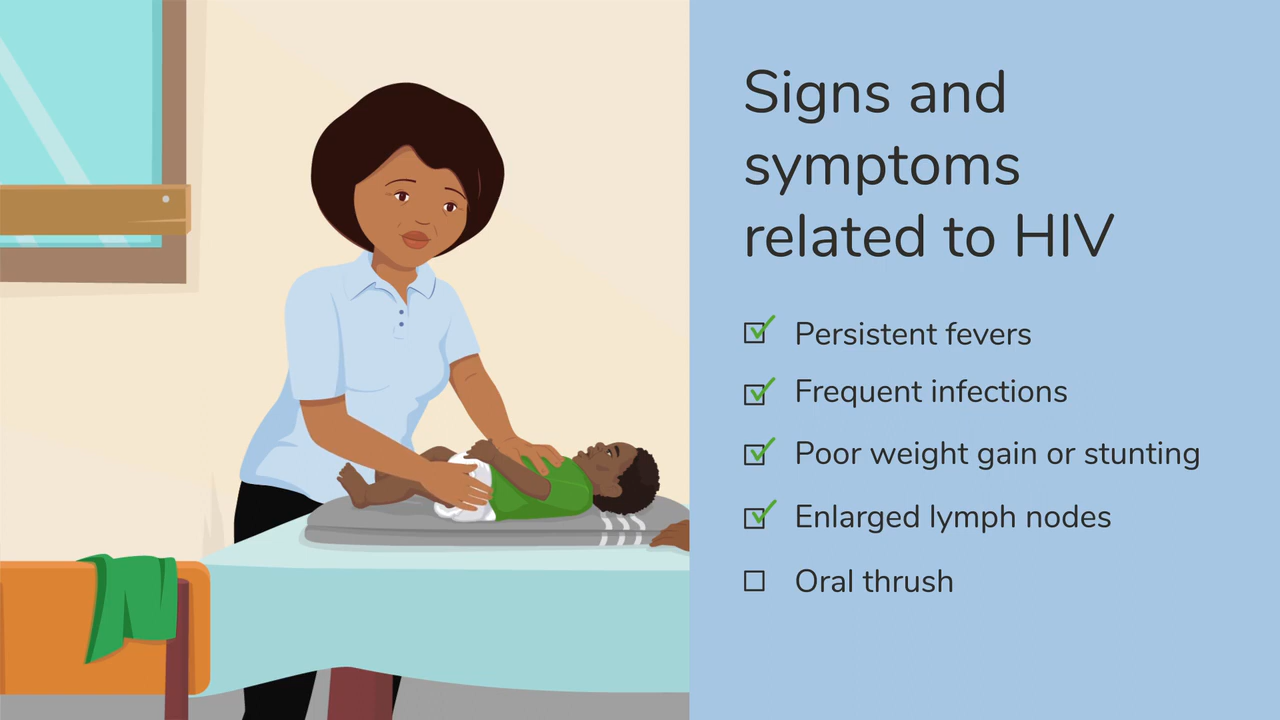 Signs and
symptoms
related to HIV
Persistent fevers
Frequent infections
Poor weight gain or stunting
Enlarged lymph nodes
Oral thrush